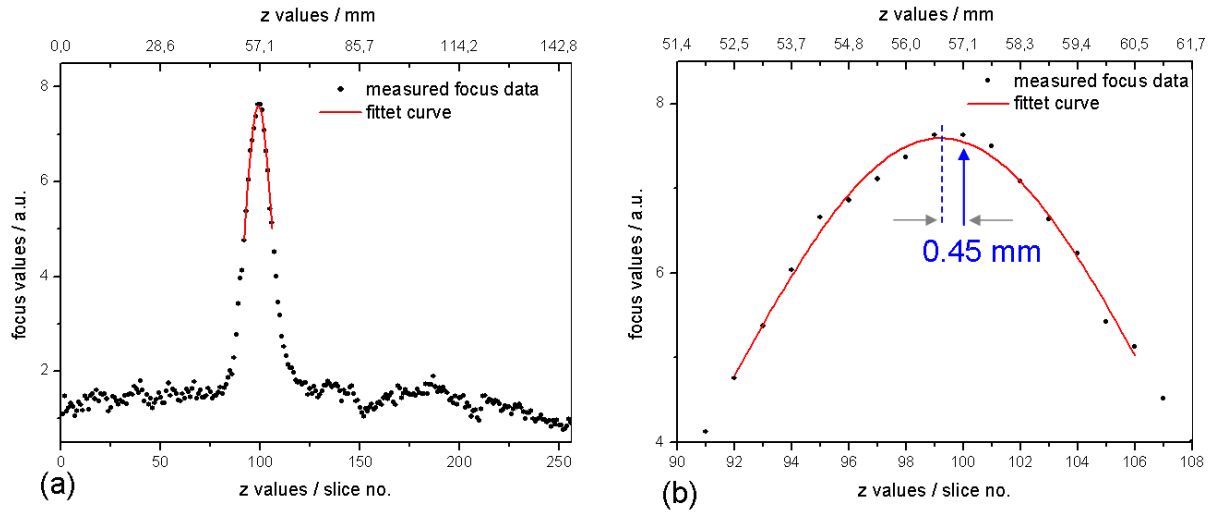 z values / mm
0,0 28,6 57,1 85,7 114,2 142,8
8
6
4
2
focus values / a.u.
measured focus data
fittet curve
0 50 100 150 200 250
z values / slice no.
(a)
z values / mm
51,4 52,5 53,7 54,8 56,0 57,1 58,3 59,4 60,5 61,7
8
7
6
5
4
focus values / a.u.
measured focus data
fittet curve
0.45 mm
90 92 94 96 98 100 102 104 106 108
z values / slice no.
(b)